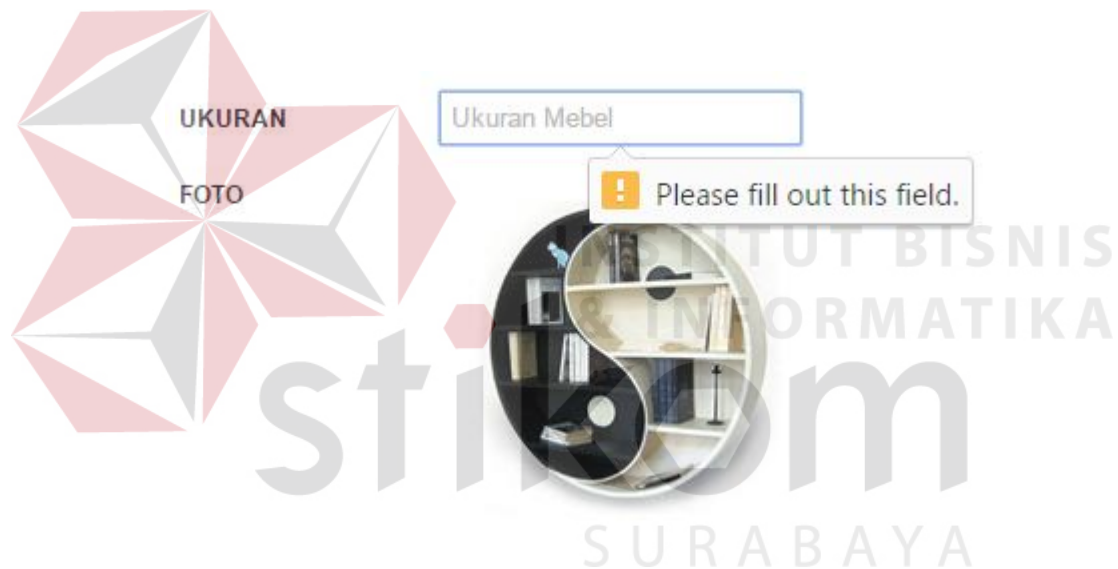 UKURAN
Ukuran Mebel
Please fill out this field.
FOTO
INSTITUT BISNIS
& INFORMATIKA
stikom
SURABAYA